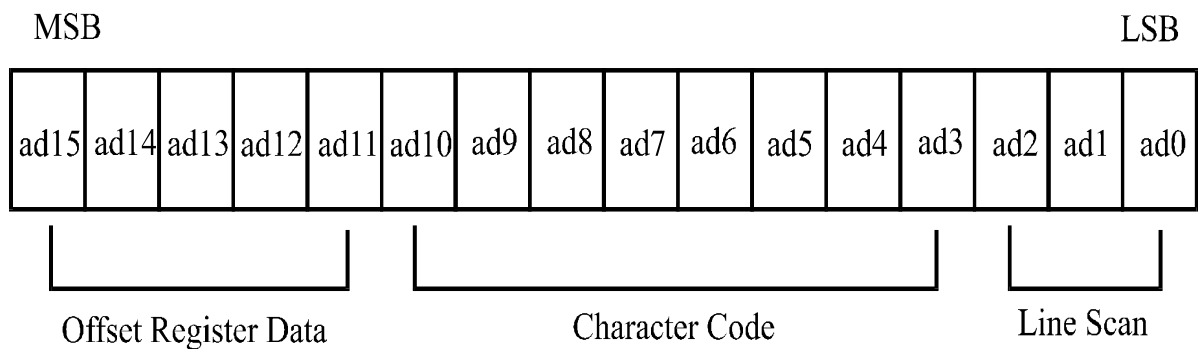 MSB LSB
ad15 ad14 ad13 ad12 ad11 ad10 ad9 ad8 ad7 ad6 ad5 ad4 ad3 ad2 ad1 ad0
Offset Register Data Character Code Line Scan